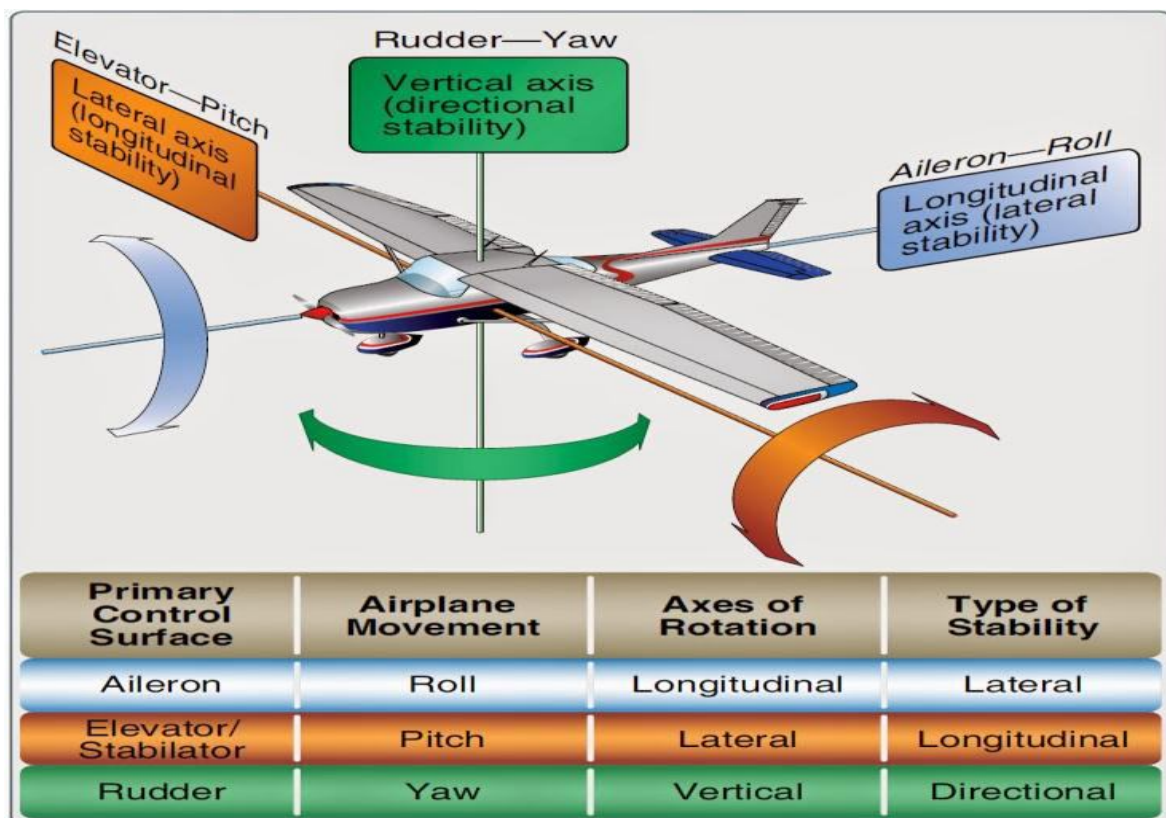 Elevator—Pitch
Lateral axis
(longitudinal
stability)
Rudder—Yaw
Vertical axis
(directional
stability)
Aileron—Roll
Longitudinal
axis (lateral
stability)
Primary
Control
Surface
Airplane
Movement
Axes of
Rotation
Type of
Stability
Aileron
Roll
Longitudinal
Lateral
Elevator/
Stabilator
Pitch
Lateral
Longitudinal
Rudder
Yaw
Vertical
Directional